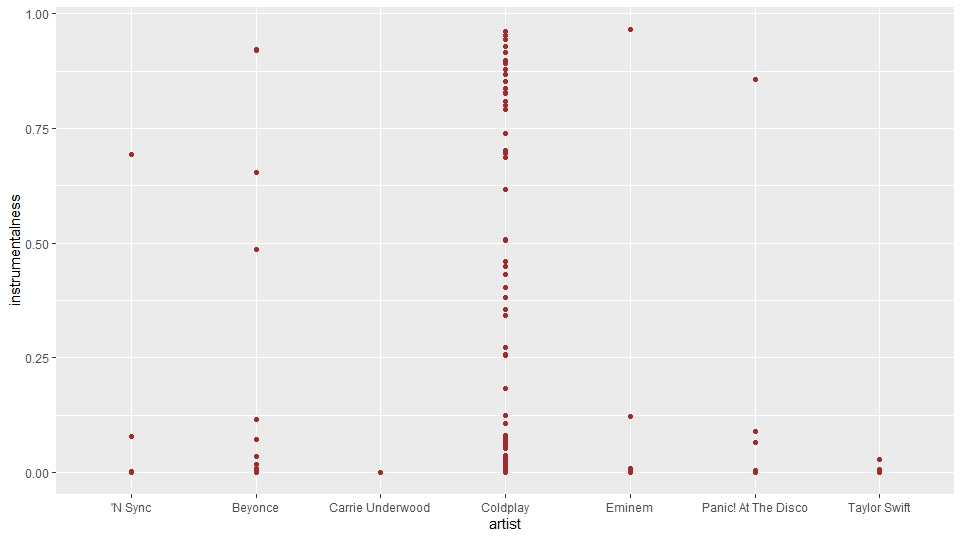 1.00
0.75
0.50
0.25
0.00
instrumentalness
'N Sync Beyonce Carrie Underwood Coldplay Eminem Panic! At The Disco Taylor Swift
artist